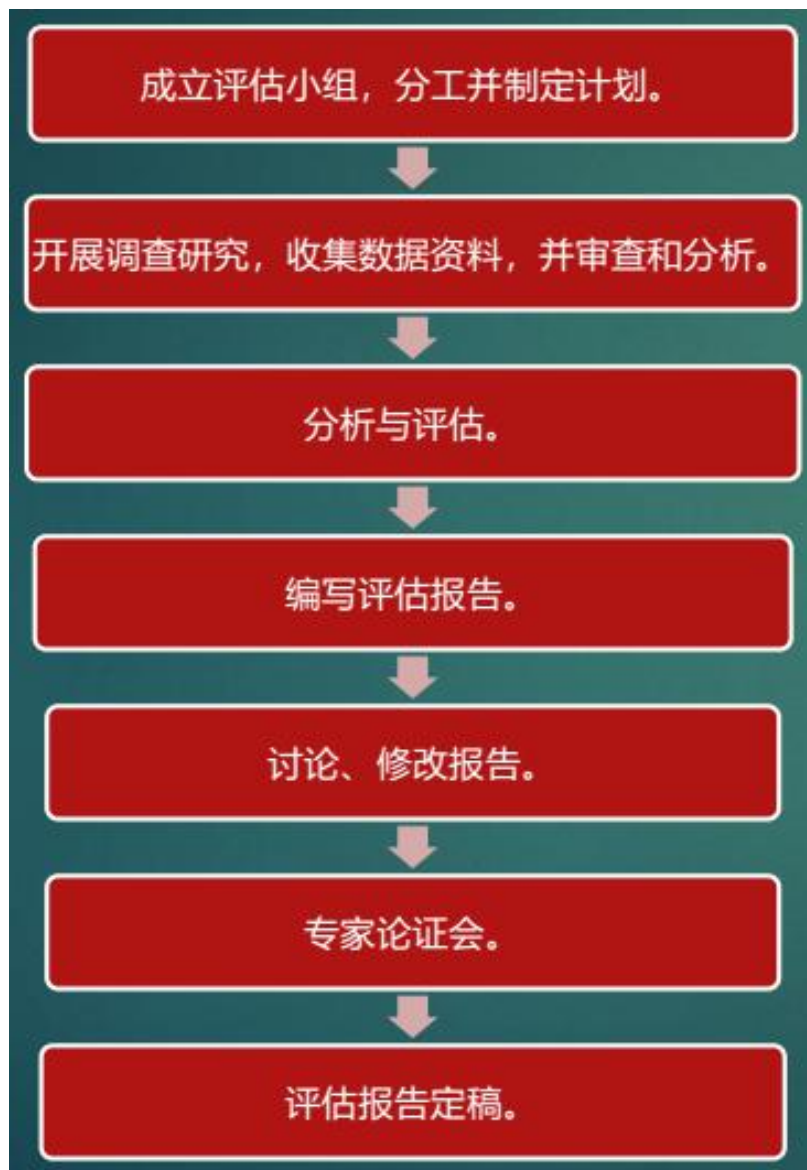 成立评估小组，分工并制定计划。
开展调查研究，收集数据资料，并审查和分析。
分析与评估。
编写评估报告。
讨论、修改报告。
专家论证会。
评估报告定稿。